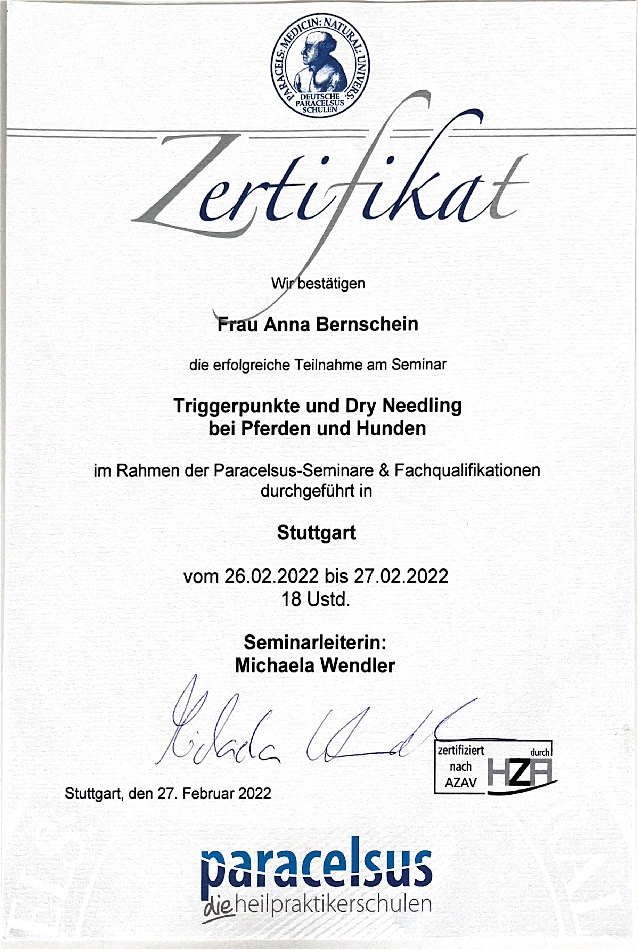 PARACELS: MEDICIN: NATURAL: UNIVERS:
DEUTSCHE
PARACELSUS
SCHULEN
Zertifikat
Wir bestätigen
Frau Anna Bernschein
die erfolgreiche Teilnahme am Seminar
Triggerpunkte und Dry Needling
bei Pferden und Hunden
im Rahmen der Paracelsus-Seminare & Fachqualifikationen
durchgeführt in
Stuttgart
vom 26.02.2022 bis 27.02.2022
18 Ustd.
Seminarleiterin:
Michaela Wendler
zertifiziert durch
nach
AZAV HZA
Stuttgart, den 27. Februar 2022
paracelsus
die heilpraktikerschulen